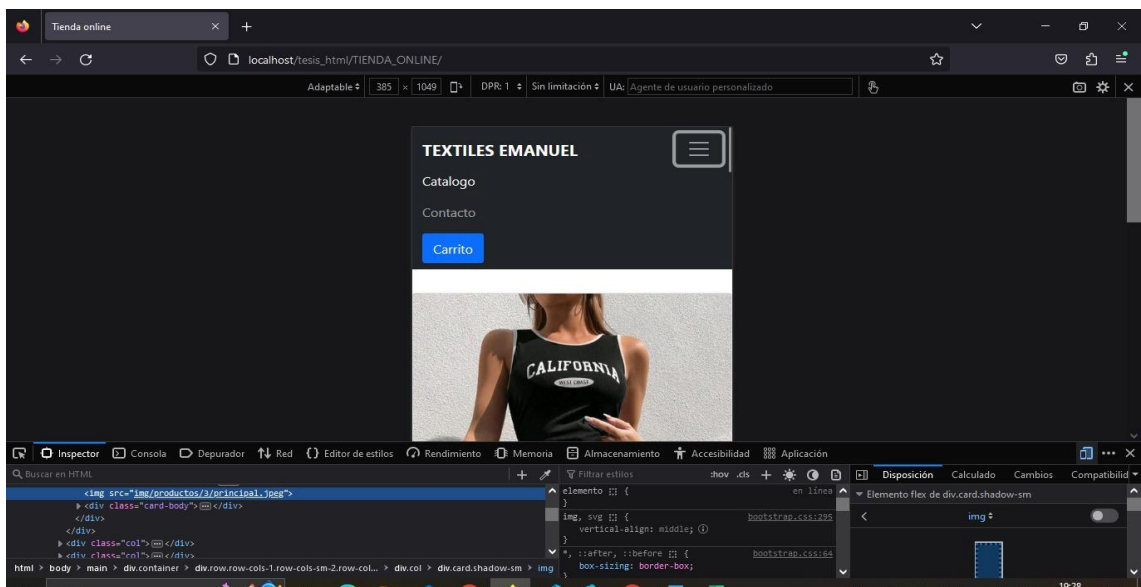 Tienda online
localhost/tesis_html/TIENDA_ONLINE/
Adaptable 385 × 1049 DPR: 1 Sin limitación UA: Agente de usuario personalizado
TEXTILES EMANUEL
Catalogo
Contacto
Carrito
CALIFORNIA
WEST COAST
Inspector Consola Depurador Red Editor de estilos Rendimiento Memoria Almacenamiento Accesibilidad Aplicación
Buscar en HTML
<img src="img/productos/3/principal.jpeg">
<div class="card-body"></div>
</div>
</div>
<div class="col"></div>
<div class="col"></div>
html > body > main > div.container > div.row.row-cols-1.row-cols-sm-2.row-col... > div.col > div.card.shadow-sm > img
Filtrar estilos :hov .cls
elemento { en línea
}
img, svg { bootstrap.css:295
vertical-align: middle;
}
*, ::after, ::before { bootstrap.css:64
box-sizing: border-box;
Disposición Calculado Cambios Compatibilid
Elemento flex de div.card.shadow-sm
img
19:28